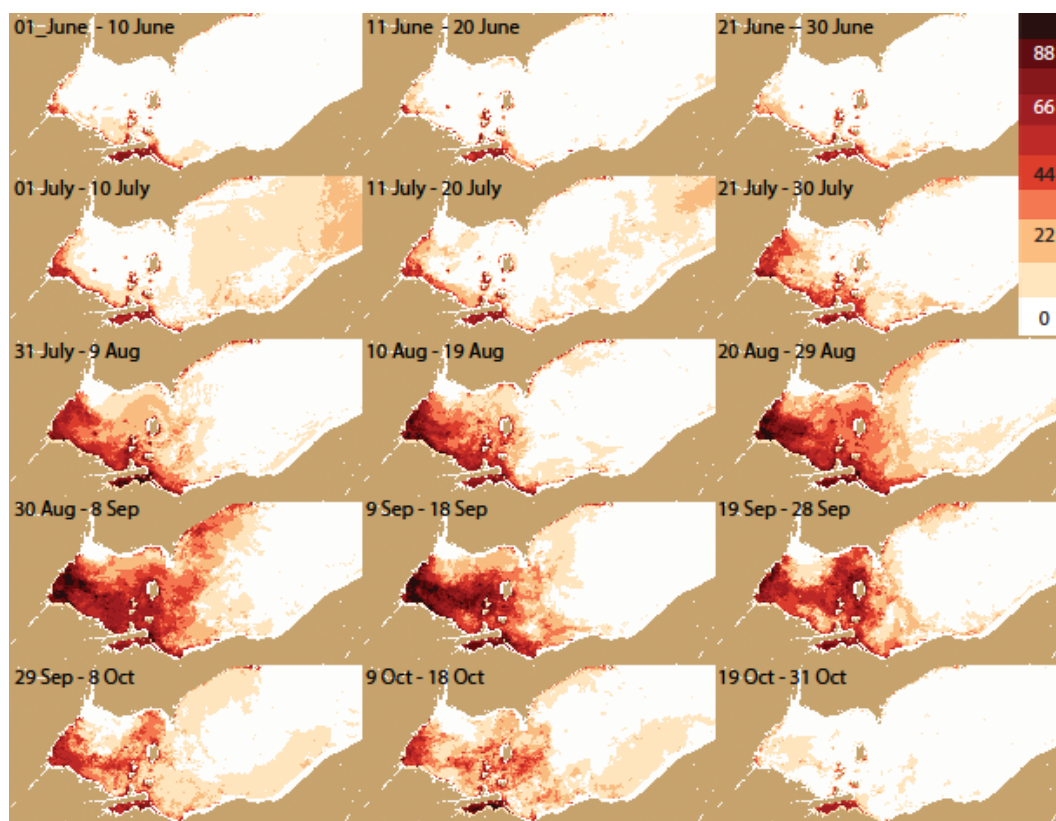 01_June - 10 June
11 June - 20 June
21 June - 30 June
88
66
44
22
0
01 July - 10 July
11 July - 20 July
21 July - 30 July
31 July - 9 Aug
10 Aug - 19 Aug
20 Aug - 29 Aug
30 Aug - 8 Sep
9 Sep - 18 Sep
19 Sep - 28 Sep
29 Sep - 8 Oct
9 Oct - 18 Oct
19 Oct - 31 Oct